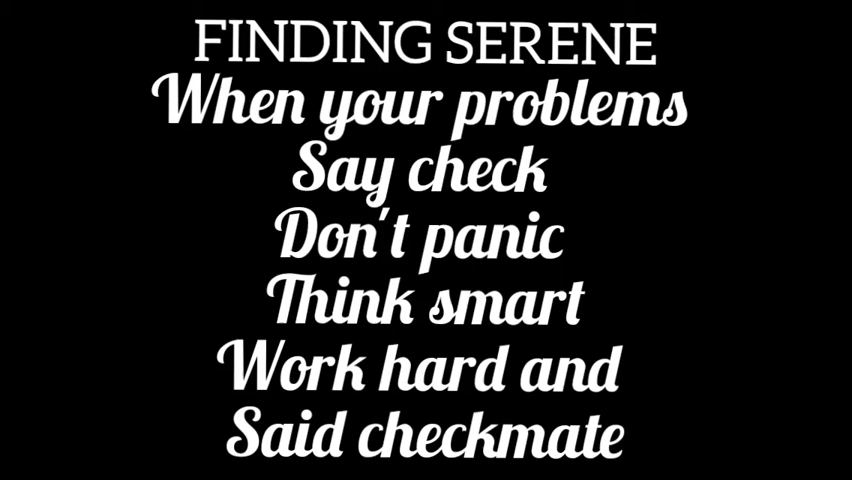 FINDING SERENE
When your problems
Say check
Don't panic
Think smart
Work hard and
Said checkmate